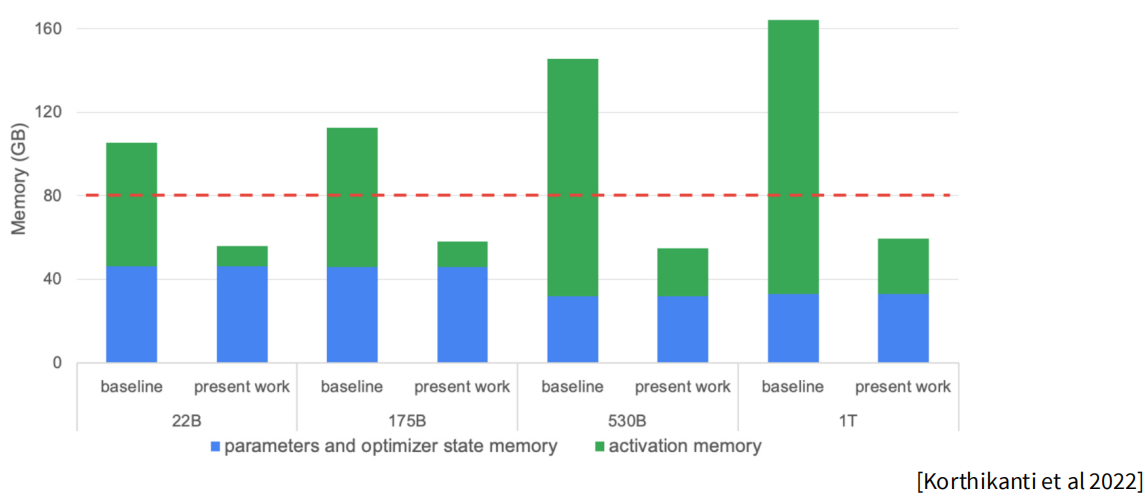 160
120
80
40
0
Memory (GB)
baseline present work baseline present work baseline present work baseline present work
22B 175B 530B 1T
parameters and optimizer state memory activation memory
[Korthikanti et al 2022]